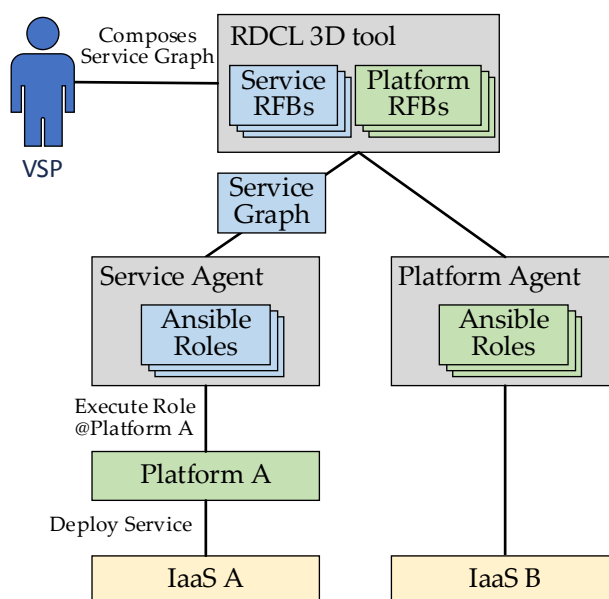 Composes
Service Graph
VSP
RDCL 3D tool
Service
RFBs
Platform
RFBs
Service
Graph
Service Agent
Ansible
Roles
Platform Agent
Ansible
Roles
Execute Role
@Platform A
Platform A
Deploy Service
IaaS A
IaaS B